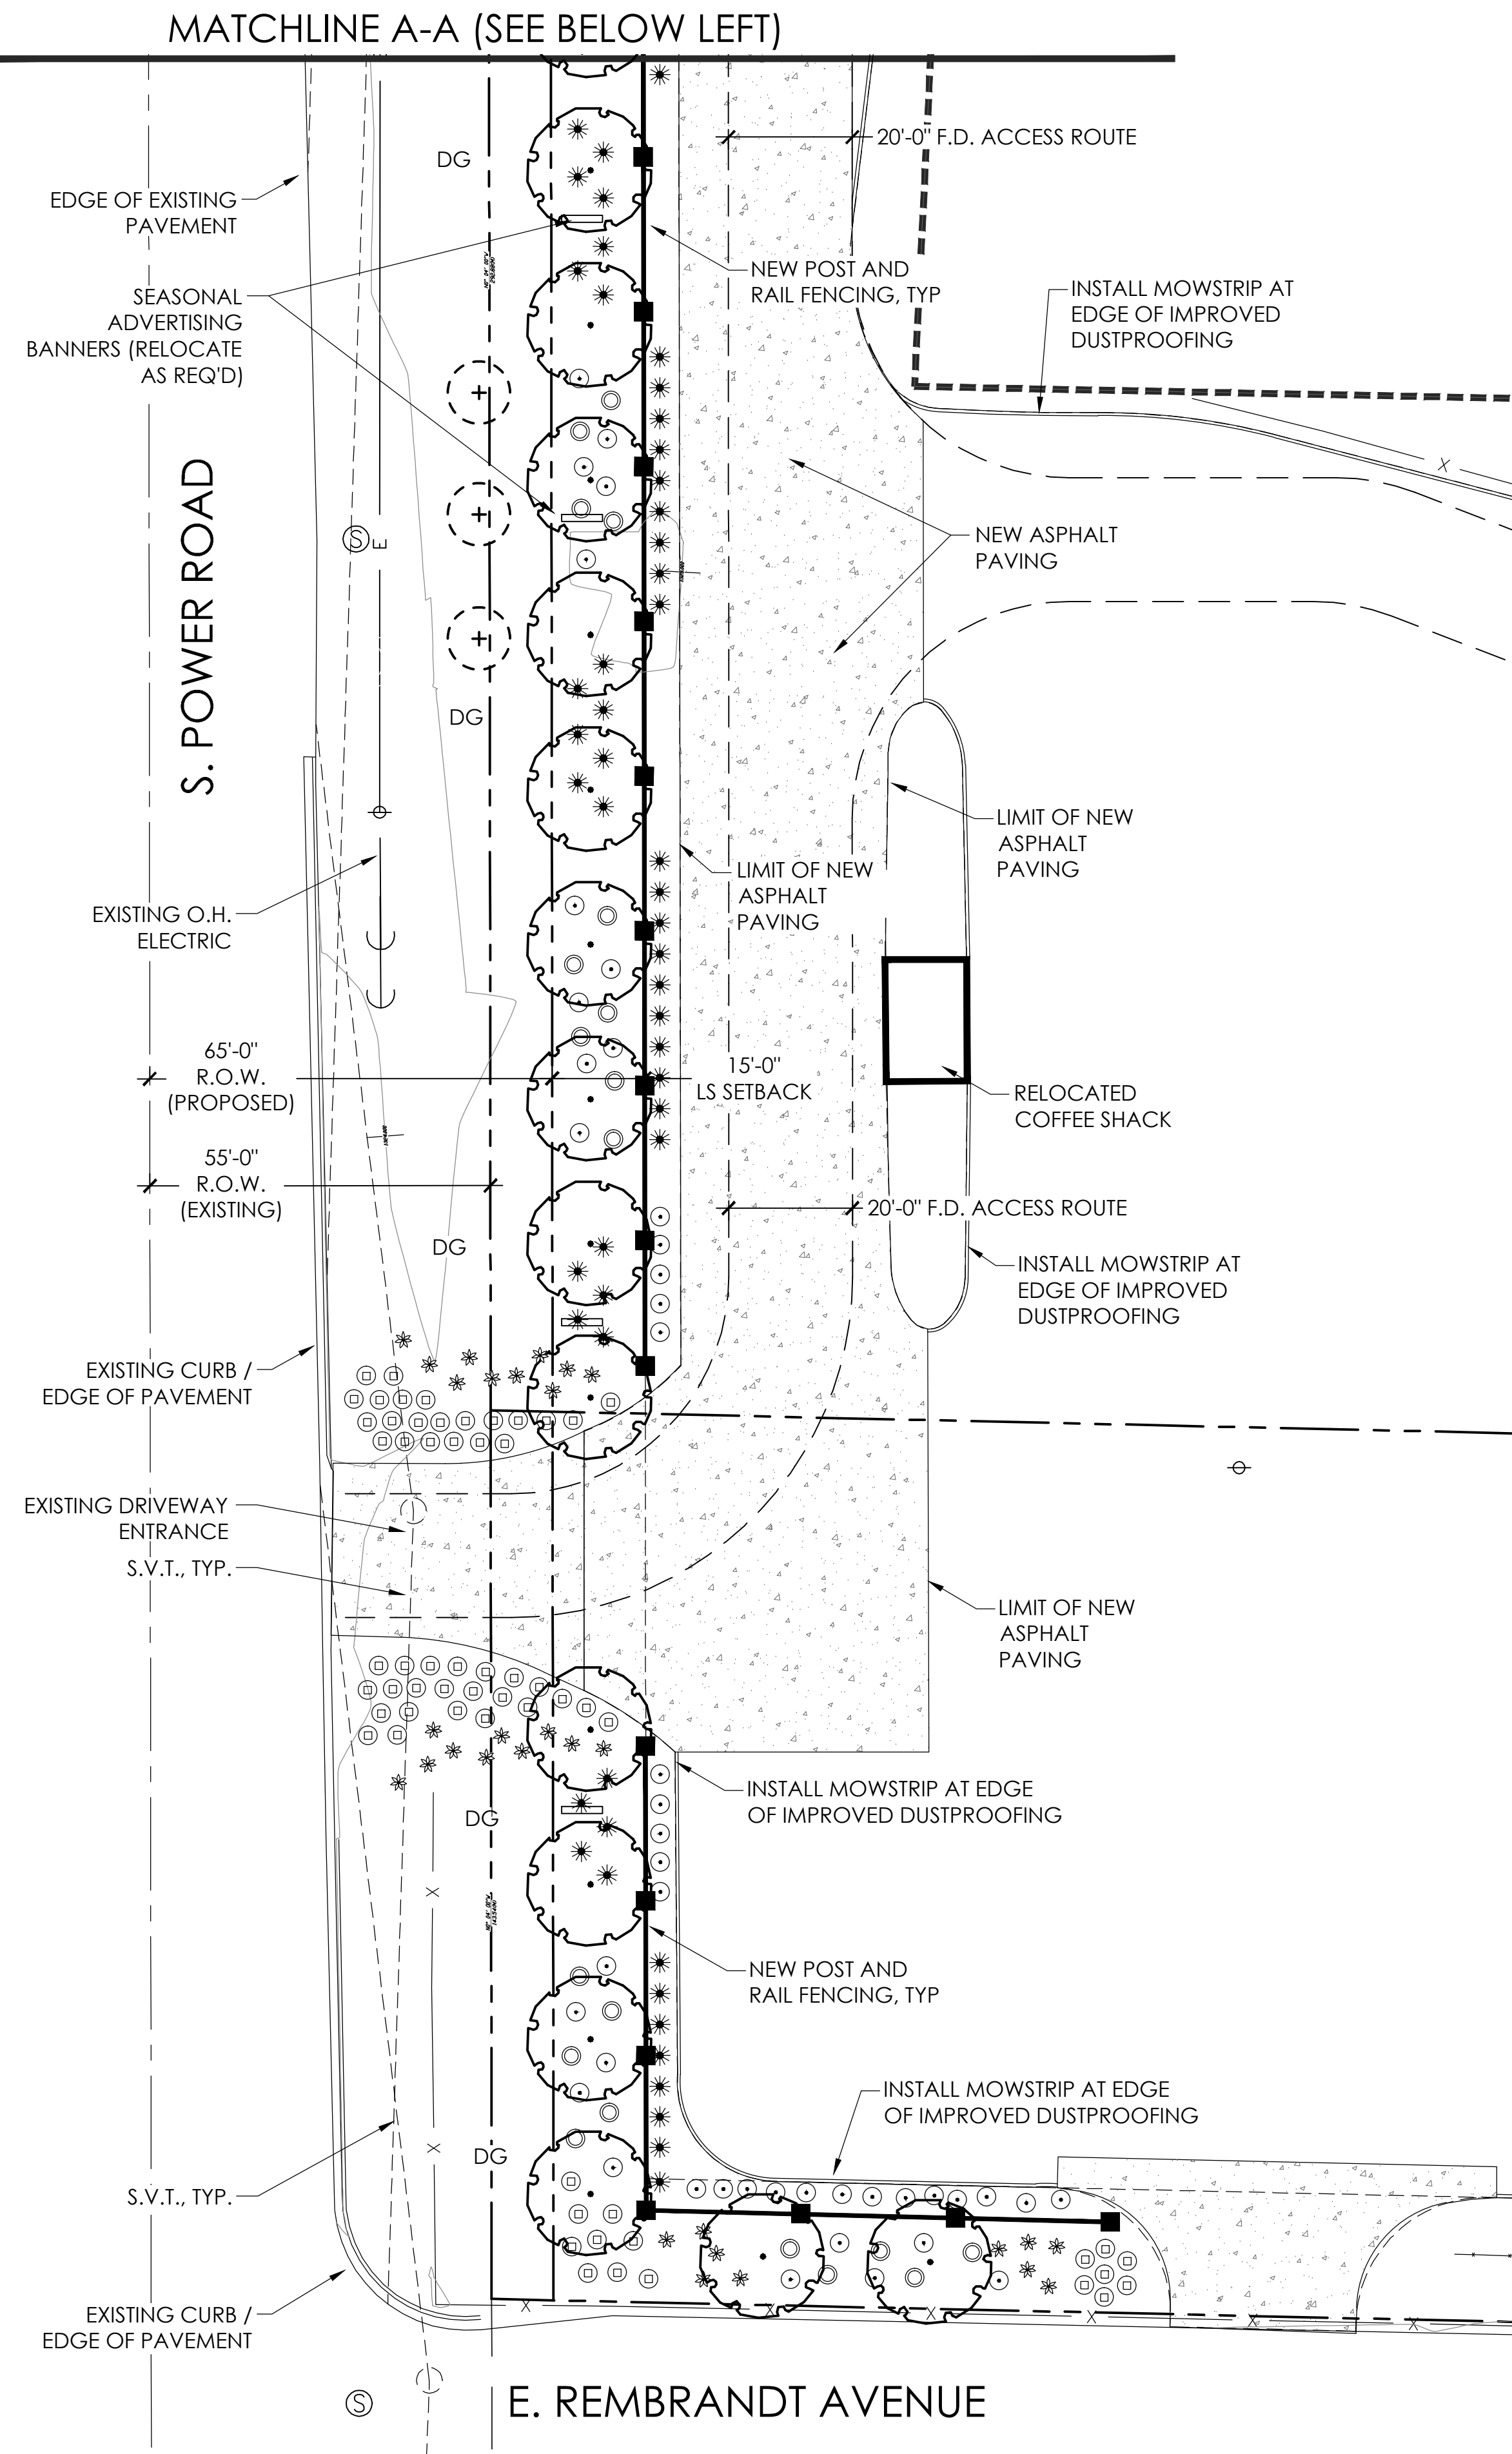 MATCHLINE A-A (SEE BELOW LEFT)
20'-0" F.D. ACCESS ROUTE
DG
EDGE OF EXISTING
PAVEMENT
NEW POST AND
RAIL FENCING, TYP
INSTALL MOWSTRIP AT
EDGE OF IMPROVED
DUSTPROOFING
SEASONAL
ADVERTISING
BANNERS (RELOCATE
AS REQ'D)
X
S. POWER ROAD
S
E
NEW ASPHALT
PAVING
DG
LIMIT OF NEW
ASPHALT
PAVING
LIMIT OF NEW
ASPHALT
PAVING
EXISTING O.H.
ELECTRIC
65'-0"
R.O.W.
(PROPOSED)
15'-0"
LS SETBACK
RELOCATED
COFFEE SHACK
55'-0"
R.O.W.
(EXISTING)
20'-0" F.D. ACCESS ROUTE
DG
INSTALL MOWSTRIP AT
EDGE OF IMPROVED
DUSTPROOFING
EXISTING CURB /
EDGE OF PAVEMENT
EXISTING DRIVEWAY
ENTRANCE
S.V.T., TYP.
LIMIT OF NEW
ASPHALT
PAVING
INSTALL MOWSTRIP AT EDGE
OF IMPROVED DUSTPROOFING
DG
X
NEW POST AND
RAIL FENCING, TYP
INSTALL MOWSTRIP AT EDGE
OF IMPROVED DUSTPROOFING
X
DG
S.V.T., TYP.
EXISTING CURB /
EDGE OF PAVEMENT
X X X X X X
S
E. REMBRANDT AVENUE